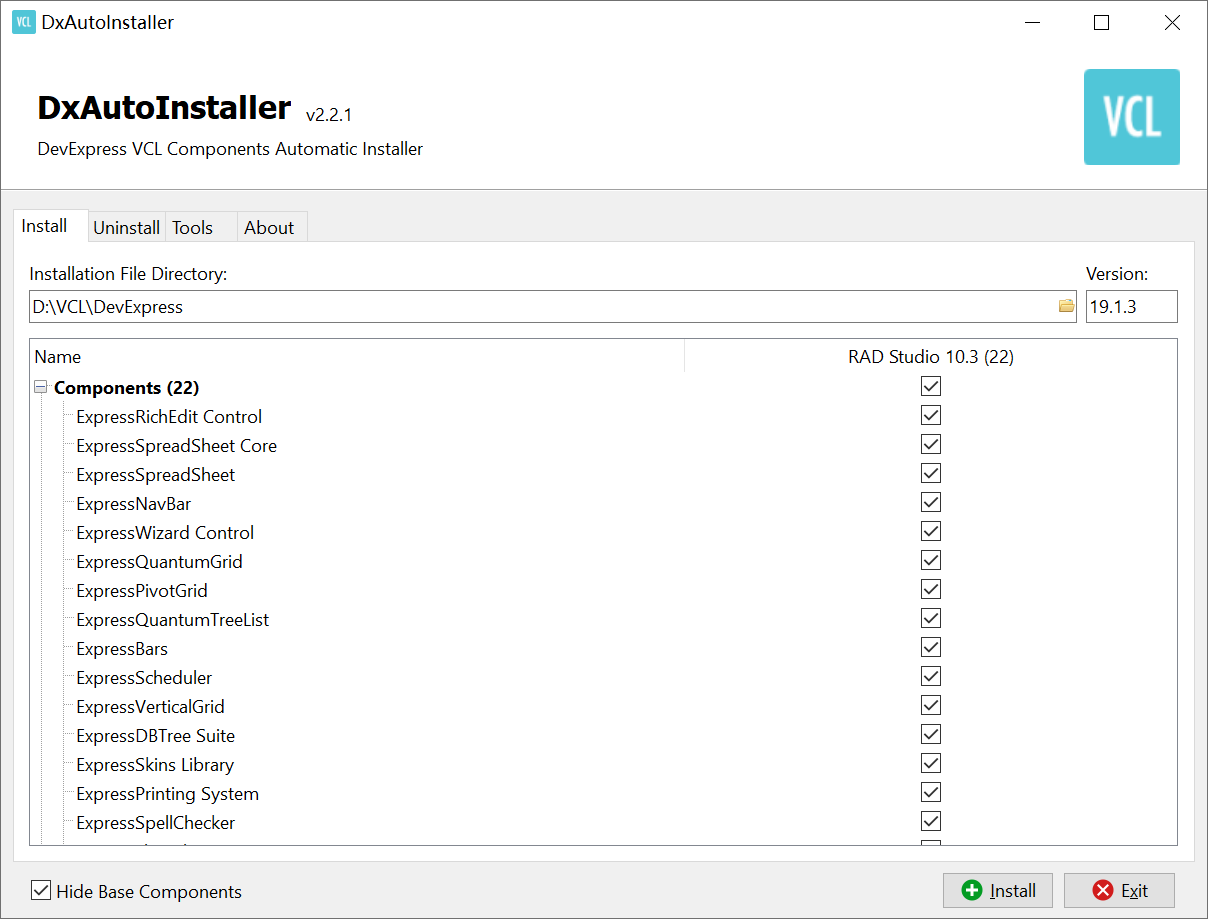 VCL DxAutoInstaller
DxAutoInstaller v2.2.1
VCL
DevExpress VCL Components Automatic Installer
Install Uninstall Tools About
Installation File Directory: Version:
D:\VCL\DevExpress 19.1.3
Name RAD Studio 10.3 (22)
Components (22)
ExpressRichEdit Control
ExpressSpreadSheet Core
ExpressSpreadSheet
ExpressNavBar
ExpressWizard Control
ExpressQuantumGrid
ExpressPivotGrid
ExpressQuantumTreeList
ExpressBars
ExpressScheduler
ExpressVerticalGrid
ExpressDBTree Suite
ExpressSkins Library
ExpressPrinting System
ExpressSpellChecker
Hide Base Components Install Exit